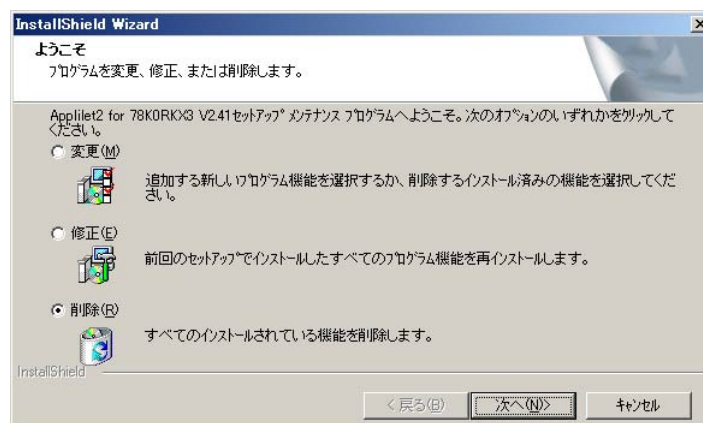 InstallShield Wizard
ようこそ
プログラムを変更、修正、または削除します。
Applilet2 for 78K0RKX3 V2.41セットアップ メンテナンス プログラムへようこそ。次のオプションのいずれかをクリックして
ください。
変更(M)
追加する新しいプログラム機能を選択するか、削除するインストール済みの機能を選択してくだ
さい。
修正(E)
前回のセットアップでインストールしたすべてのプログラム機能を再インストールします。
削除(R)
すべてのインストールされている機能を削除します。
InstallShield
< 戻る(B)
次へ(N)>
キャンセル